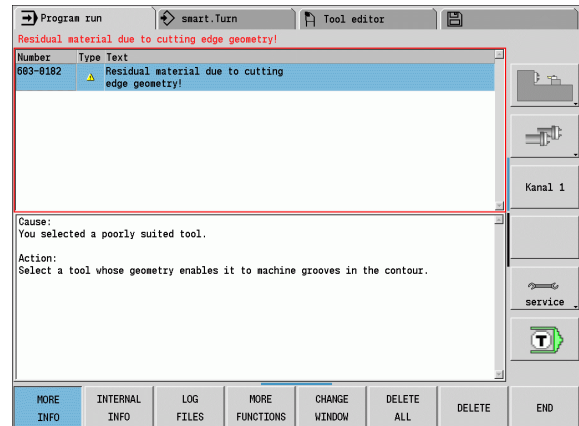 Program run
smart.Turn
Tool editor
Residual material due to cutting edge geometry!
Number Type Text
603-0182 Residual material due to cutting
edge geometry!
Kanal 1
Cause:
You selected a poorly suited tool.
Action:
Select a tool whose geometry enables it to machine grooves in the contour.
service
T
MORE INFO
INTERNAL INFO
LOG FILES
MORE FUNCTIONS
CHANGE WINDOW
DELETE ALL
DELETE
END